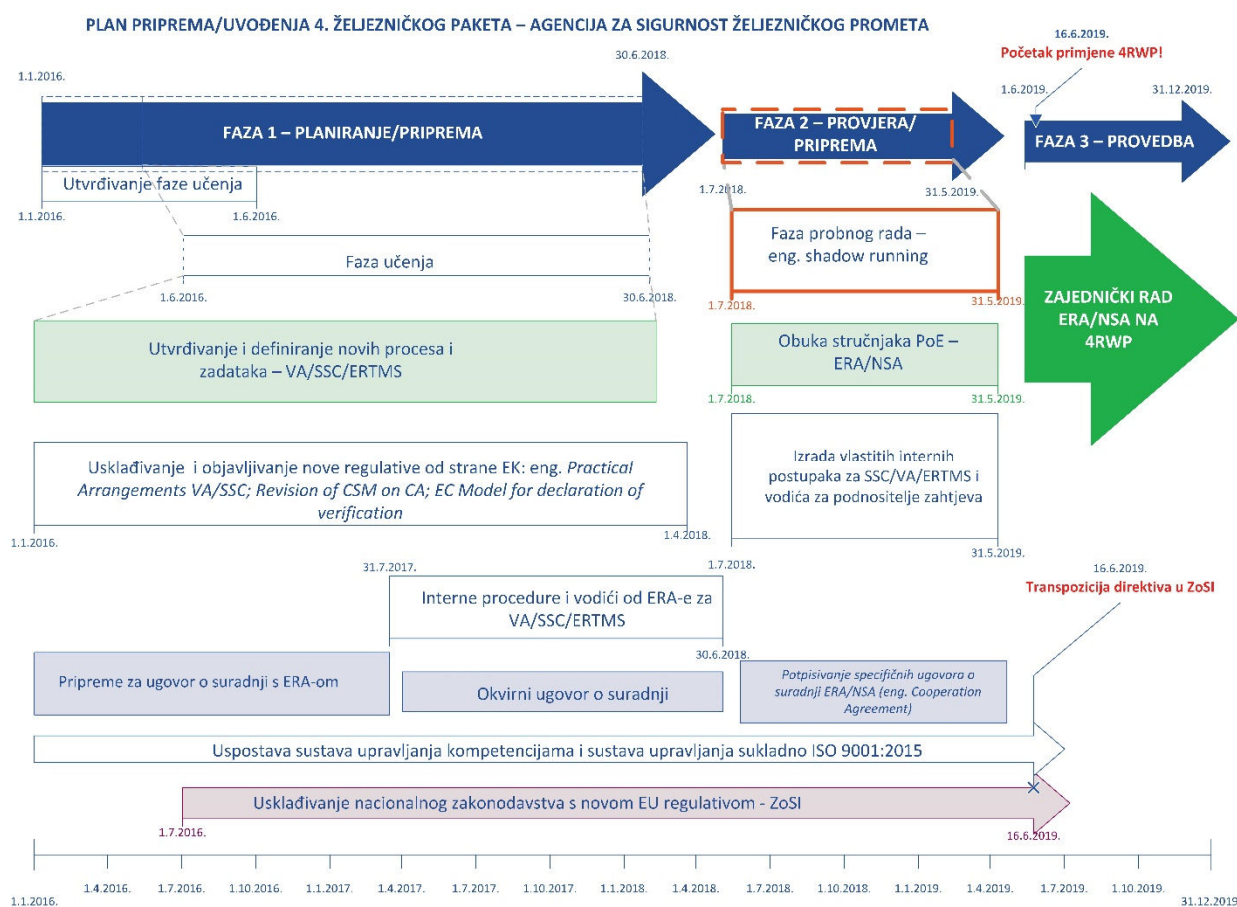 PLAN PRIPREMA/UVOĐENJA 4. ŽELJEZNIČKOG PAKETA – AGENCIJA ZA SIGURNOST ŽELJEZNIČKOG PROMETA
16.6.2019.
Početak primjene 4RWP!
1.1.2016.
30.6.2018.
1.6.2019.
31.12.2019.
FAZA 1 – PLANIRANJE/PRIPREMA
FAZA 2 – PROVJERA/
PRIPREMA
FAZA 3 – PROVEDBA
Utvrđivanje faze učenja
1.1.2016.
1.6.2016.
1.7.2018.
31.5.2019.
Faza učenja
1.6.2016.
30.6.2018.
Faza probnog rada –
eng. shadow running
1.7.2018.
31.5.2019.
ZAJEDNIČKI RAD
ERA/NSA NA
4RWP
Utvrđivanje i definiranje novih procesa i
zadataka – VA/SSC/ERTMS
Obuka stručnjaka PoE –
ERA/NSA
1.7.2018.
31.5.2019.
Usklađivanje i objavljivanje nove regulative od strane EK: eng. Practical
Arrangements VA/SSC; Revision of CSM on CA; EC Model for declaration of
verification
1.1.2016.
1.4.2018.
Izrada vlastitih internih
postupaka za SSC/VA/ERTMS i
vodića za podnositelje zahtjeva
1.7.2018.
31.5.2019.
31.7.2017.
Interne procedure i vodići od ERA-e za
VA/SSC/ERTMS
30.6.2018.
16.6.2019.
Transpozicija direktiva u ZoSI
Pripreme za ugovor o suradnji s ERA-om
Okvirni ugovor o suradnji
Potpisivanje specifičnih ugovora o
suradnji ERA/NSA (eng. Cooperation
Agreement)
Uspostava sustava upravljanja kompetencijama i sustava upravljanja sukladno ISO 9001:2015
Usklađivanje nacionalnog zakonodavstva s novom EU regulativom - ZoSI
1.7.2016.
16.6.2019.
1.1.2016.
1.4.2016.
1.7.2016.
1.10.2016.
1.1.2017.
1.4.2017.
1.7.2017.
1.10.2017.
1.1.2018.
1.4.2018.
1.7.2018.
1.10.2018.
1.1.2019.
1.4.2019.
1.7.2019.
1.10.2019.
31.12.2019.